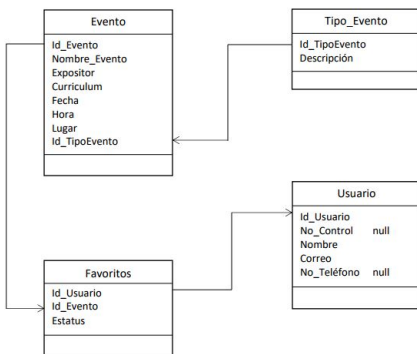 Evento
Id_Evento
Nombre_Evento
Expositor
Curriculum
Fecha
Hora
Lugar
Id_TipoEvento
Tipo_Evento
Id_TipoEvento
Descripción
Usuario
Id_Usuario
No_Control null
Nombre
Correo
No_Teléfono null
Favoritos
Id_Usuario
Id_Evento
Estatus